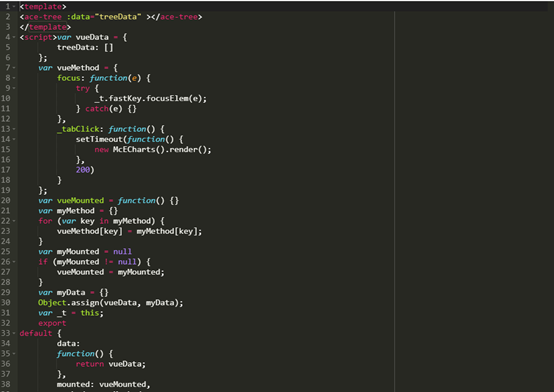 1 <template>
2 <ace-tree :data="treeData" ></ace-tree>
3 </template>
4 <script>var vueData = {
5 treeData: []
6 };
7 var vueMethod = {
8 focus: function(e) {
9 try {
10 _t.fastKey.focusElem(e);
11 } catch(e) {}
12 },
13 _tabClick: function() {
14 setTimeout(function() {
15 new McECharts().render();
16 },
17 200)
18 }
19 };
20 var vueMounted = function() {}
21 var myMethod = {}
22 for (var key in myMethod) {
23 vueMethod[key] = myMethod[key];
24 }
25 var myMounted = null
26 if (myMounted != null) {
27 vueMounted = myMounted;
28 }
29 var myData = {}
30 Object.assign(vueData, myData);
31 var _t = this;
32 export
33 default {
34 data:
35 function() {
36 return vueData;
37 },
38 mounted: vueMounted,